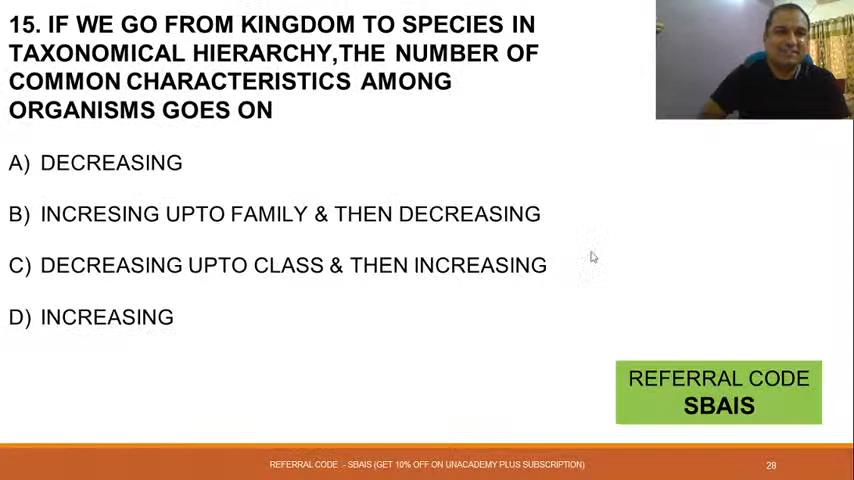 15. IF WE GO FROM KINGDOM TO SPECIES IN
TAXONOMICAL HIERARCHY,THE NUMBER OF
COMMON CHARACTERISTICS AMONG
ORGANISMS GOES ON
A) DECREASING
B) INCRESING UPTO FAMILY & THEN DECREASING
C) DECREASING UPTO CLASS & THEN INCREASING
D) INCREASING
REFERRAL CODE
SBAIS
REFERRAL CODE - SBAIS (GET 10% OFF ON UNACADEMY PLUS SUBSCRIPTION)
28